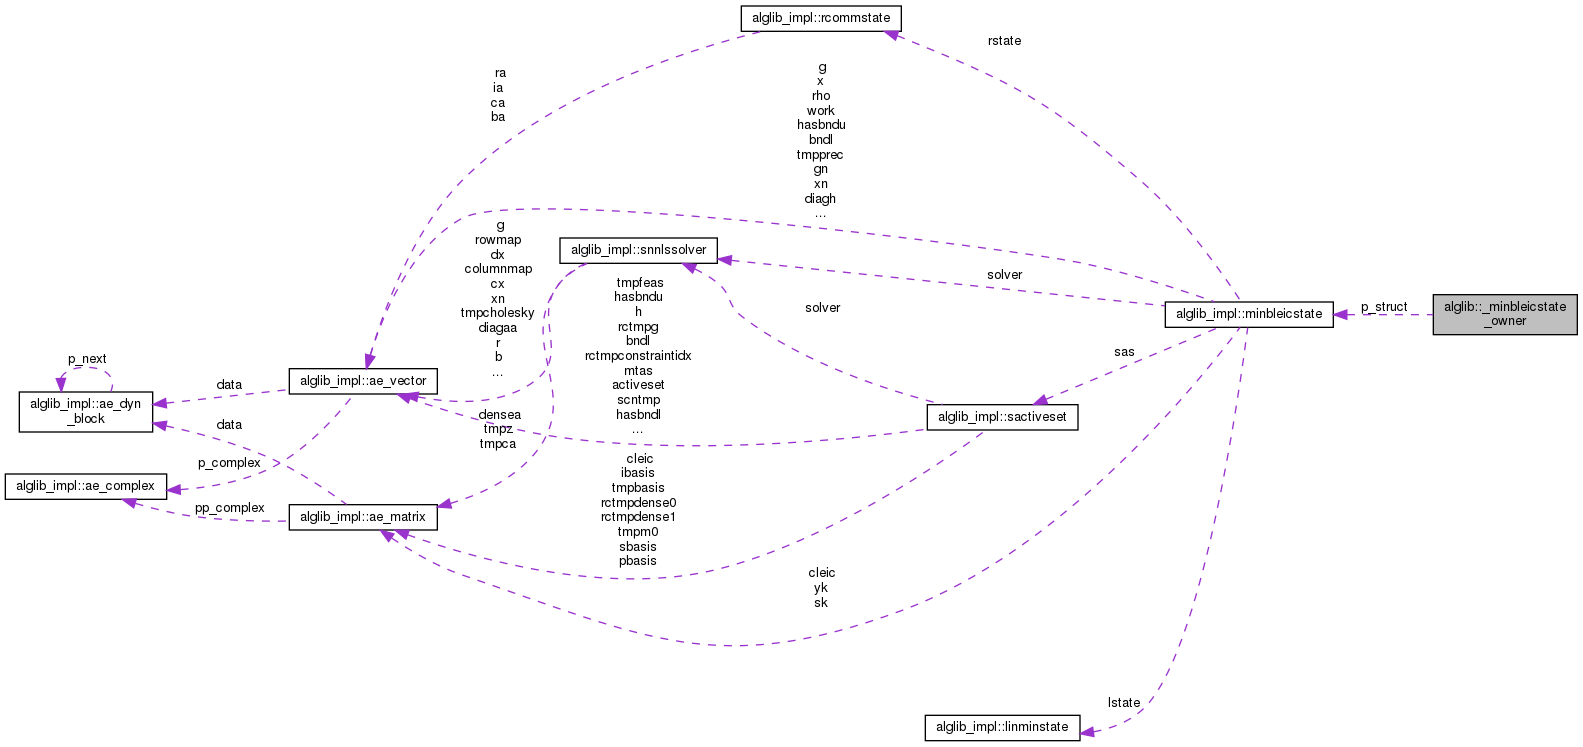 alglib_impl::rcommstate
rstate
ra
ia
ca
ba
g
x
rho
work
hasbndu
bndl
tmpprec
gn
xn
diagh
...
g
rowmap
dx
columnmap
cx
xn
tmpcholesky
diagaa
r
b
...
alglib_impl::snnlssolver
solver
solver
tmpfeas
hasbndu
h
rctmpg
bndl
rctmpconstraintidx
mtas
activeset
scntmp
hasbndl
...
alglib_impl::minbleicstate
p_struct
alglib::_minbleicstate
_owner
sas
p_next
alglib_impl::ae_vector
data
alglib_impl::ae_dyn
_block
data
densea
tmpz
tmpca
alglib_impl::sactiveset
p_complex
alglib_impl::ae_complex
pp_complex
alglib_impl::ae_matrix
cleic
ibasis
tmpbasis
rctmpdense0
rctmpdense1
tmpm0
sbasis
pbasis
cleic
yk
sk
lstate
alglib_impl::linminstate